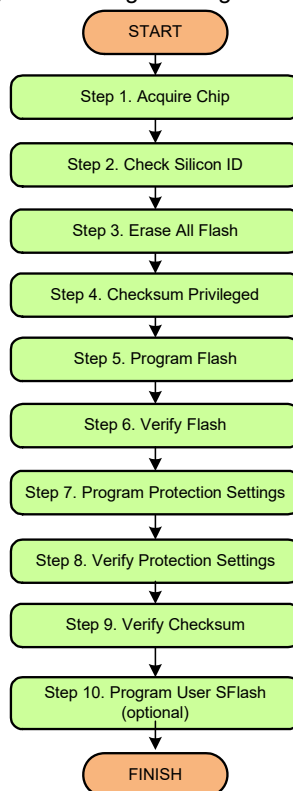 START
Step 1. Acquire Chip
Step 2. Check Silicon ID
Step 3. Erase All Flash
Step 4. Checksum Privileged
Step 5. Program Flash
Step 6. Verify Flash
Step 7. Program Protection Settings
Step 8. Verify Protection Settings
Step 9. Verify Checksum
Step 10. Program User SFlash
(optional)
FINISH